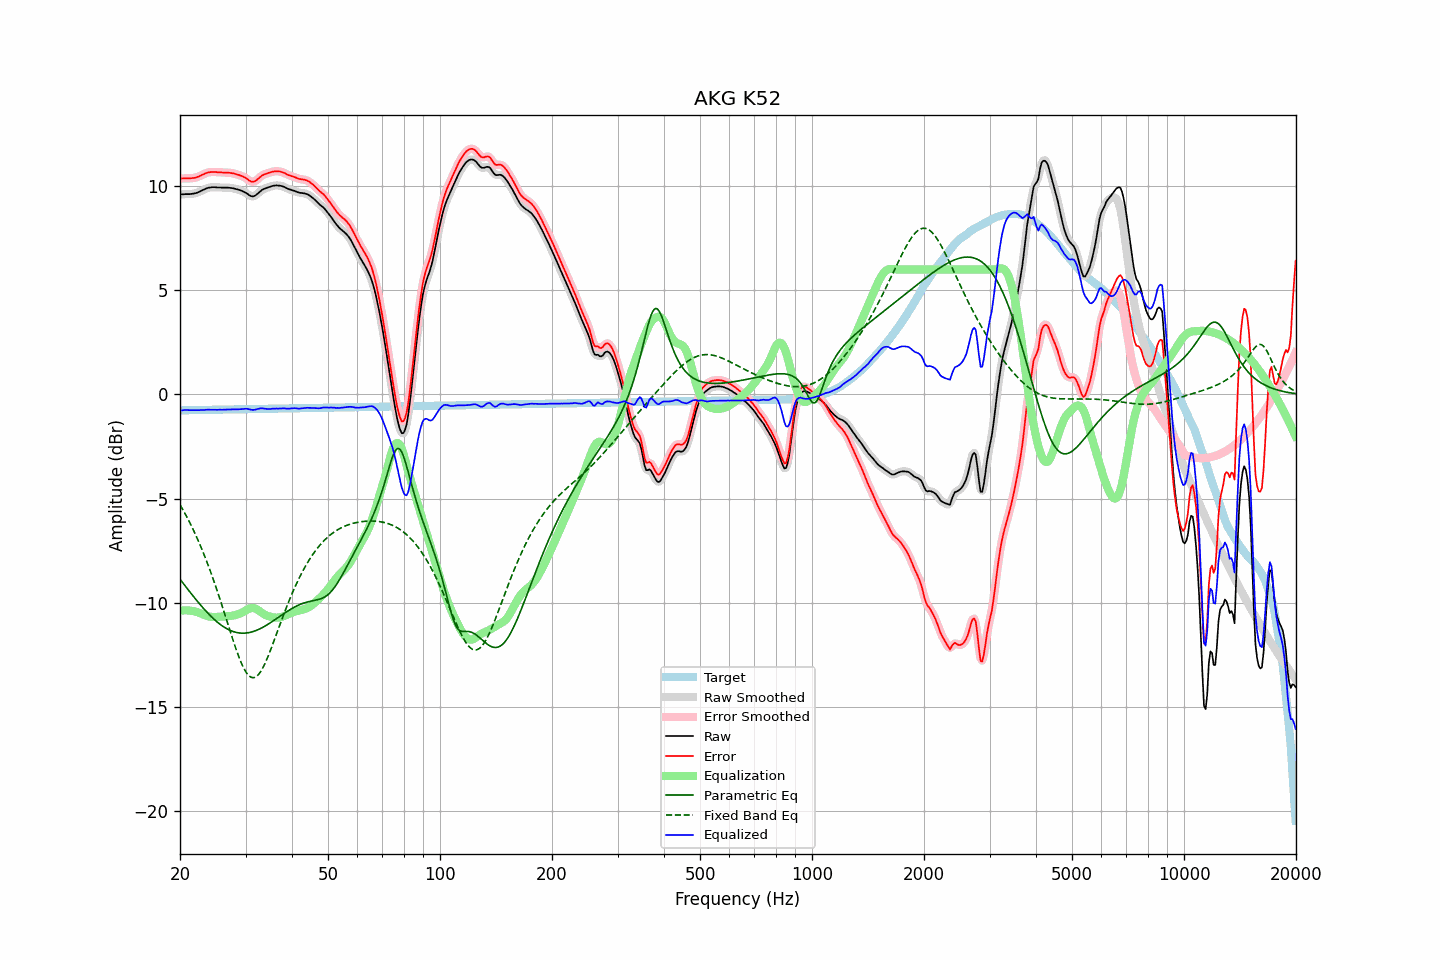 AKG K52
Amplitude (dBr)
10
5
0
−5
−10
−15
−20
Target
Raw Smoothed
Error Smoothed
Raw
Error
Equalization
Parametric Eq
Fixed Band Eq
Equalized
20 50 100 200 500 1000 2000 5000 10000 20000
Frequency (Hz)